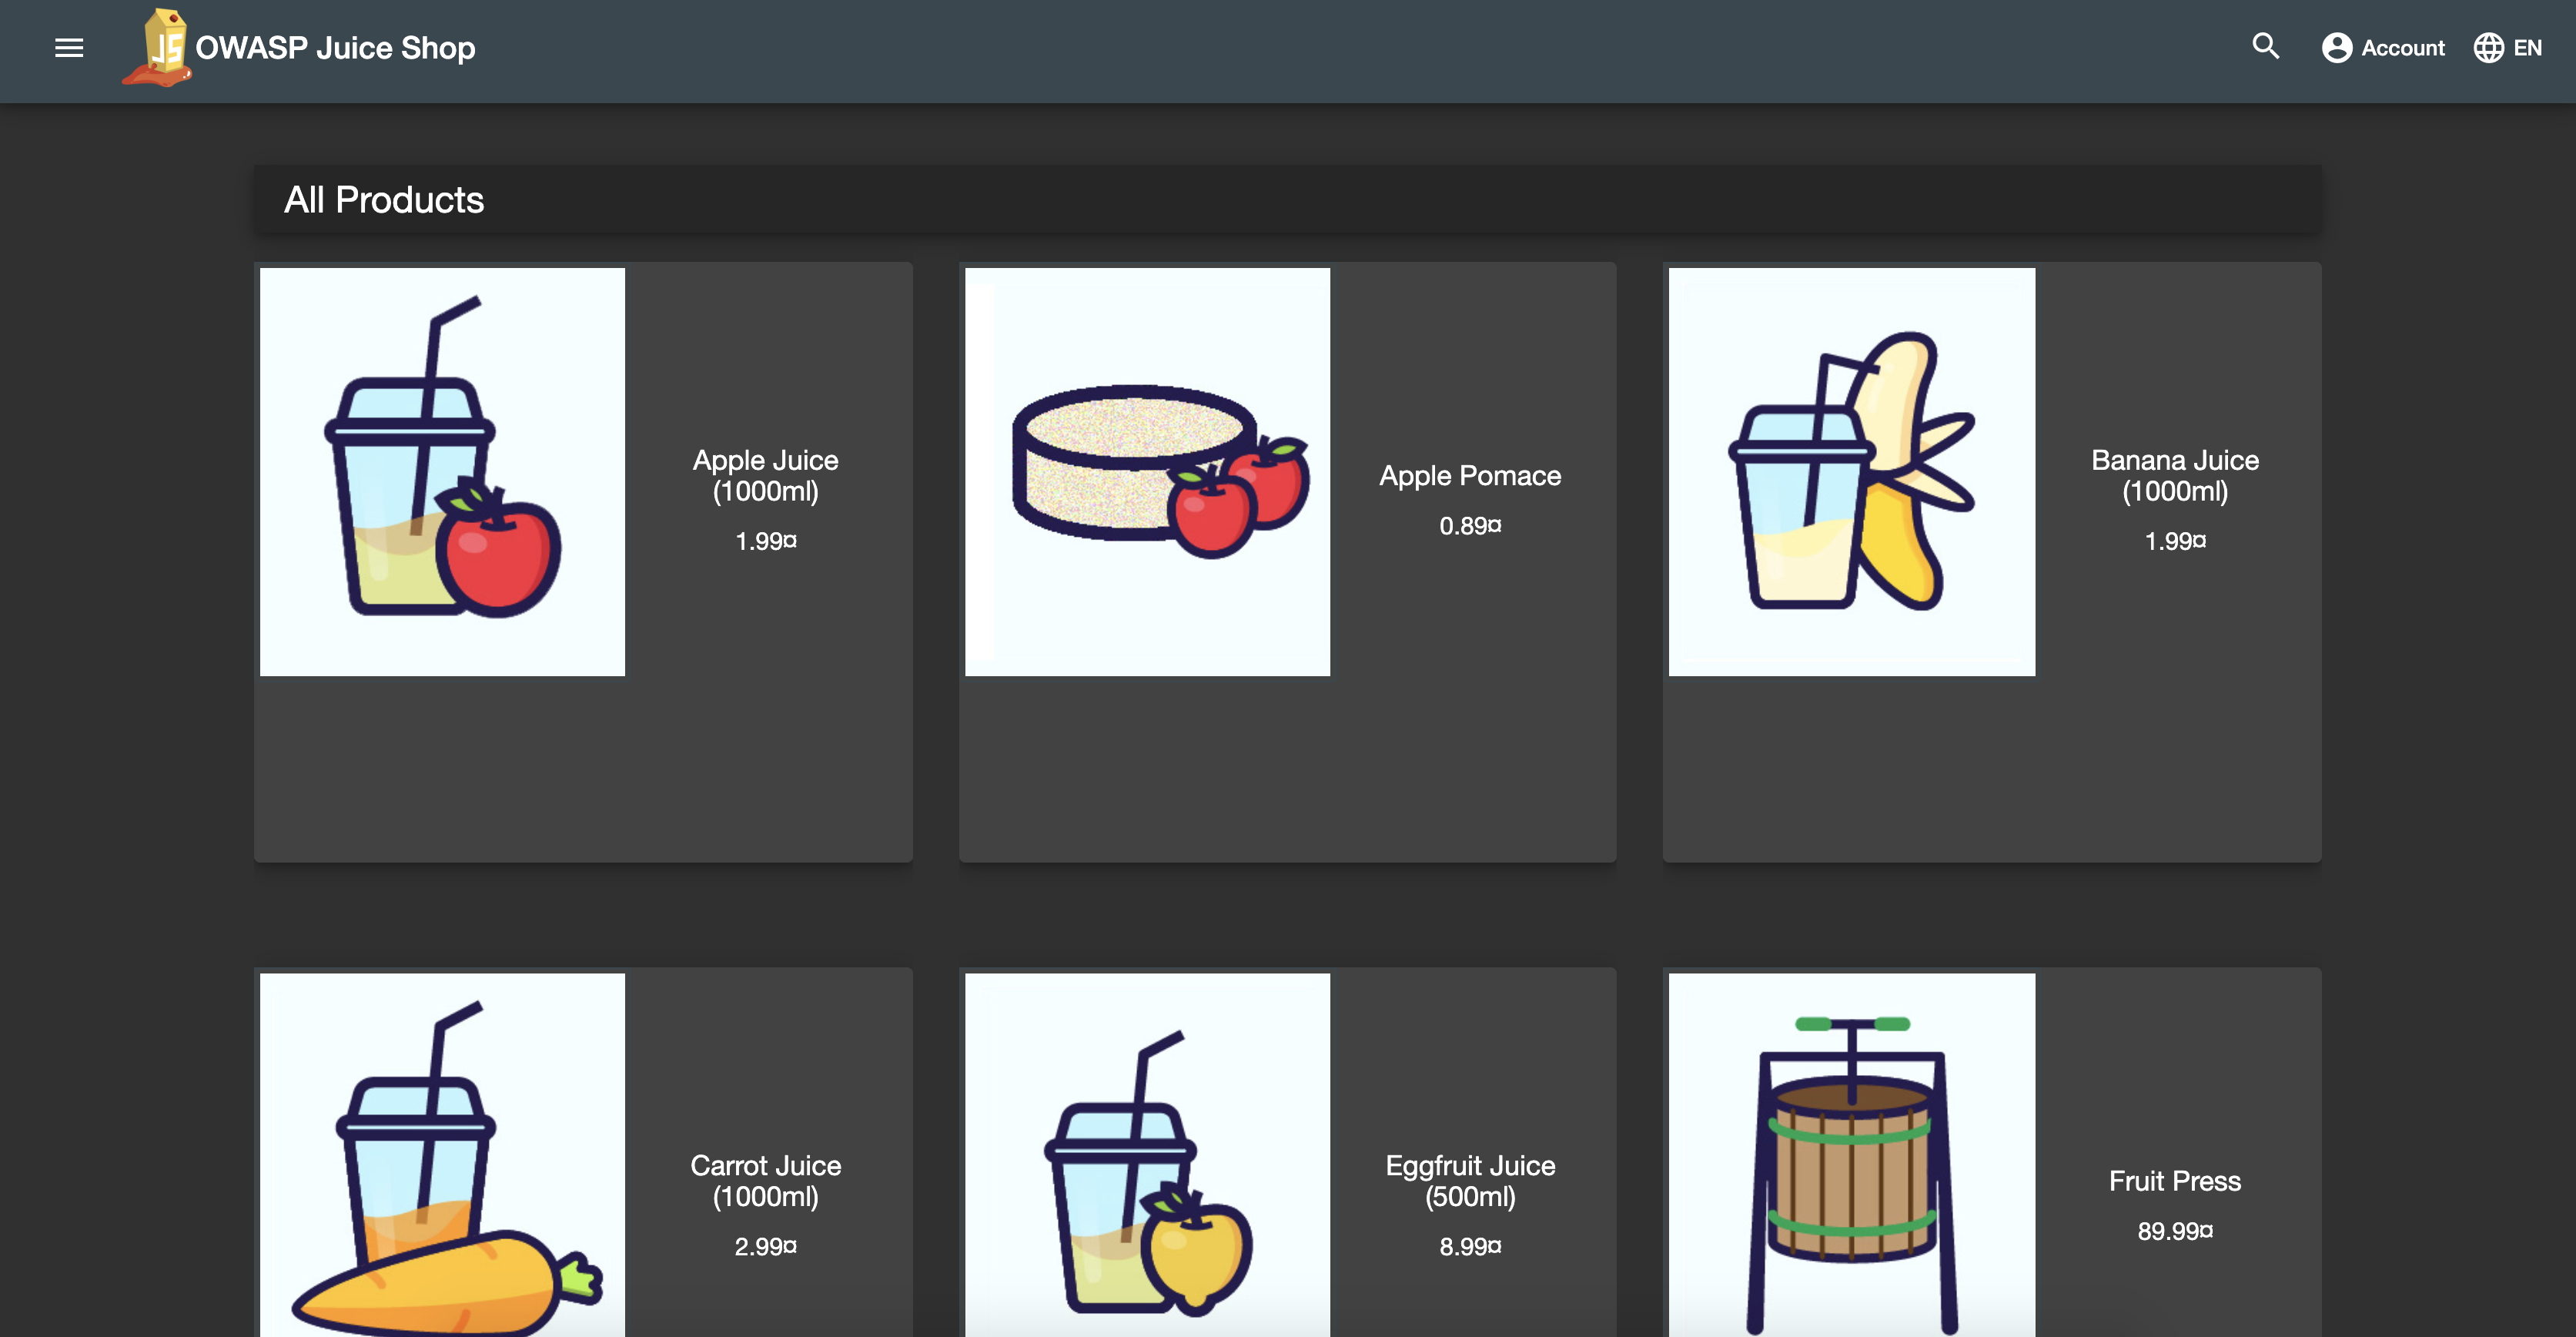 JS
OWASP Juice Shop
Account
EN
All Products
Apple Juice
(1000ml)
1.99¤
Apple Pomace
0.89¤
Banana Juice
(1000ml)
1.99¤
Carrot Juice
(1000ml)
2.99¤
Eggfruit Juice
(500ml)
8.99¤
Fruit Press
89.99¤